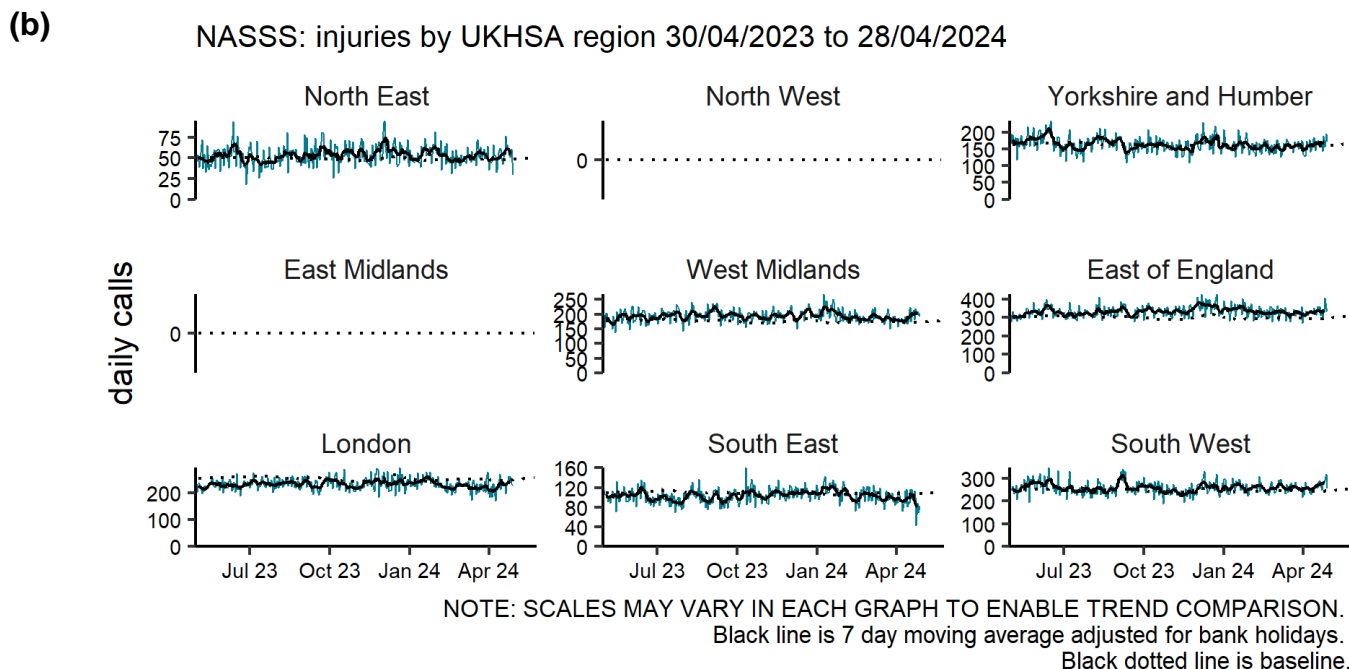 (b)
NASSS: injuries by UKHSA region 30/04/2023 to 28/04/2024
North East
North West
Yorkshire and Humber
75
50
25
0
0
200
150
100
50
0
daily calls
East Midlands
West Midlands
East of England
0
250
200
150
100
50
0
400
300
200
100
0
London
South East
South West
200
100
0
160
120
80
40
0
300
200
100
0
Jul 23 Oct 23 Jan 24 Apr 24
Jul 23 Oct 23 Jan 24 Apr 24
Jul 23 Oct 23 Jan 24 Apr 24
NOTE: SCALES MAY VARY IN EACH GRAPH TO ENABLE TREND COMPARISON.
Black line is 7 day moving average adjusted for bank holidays.
Black dotted line is baseline.